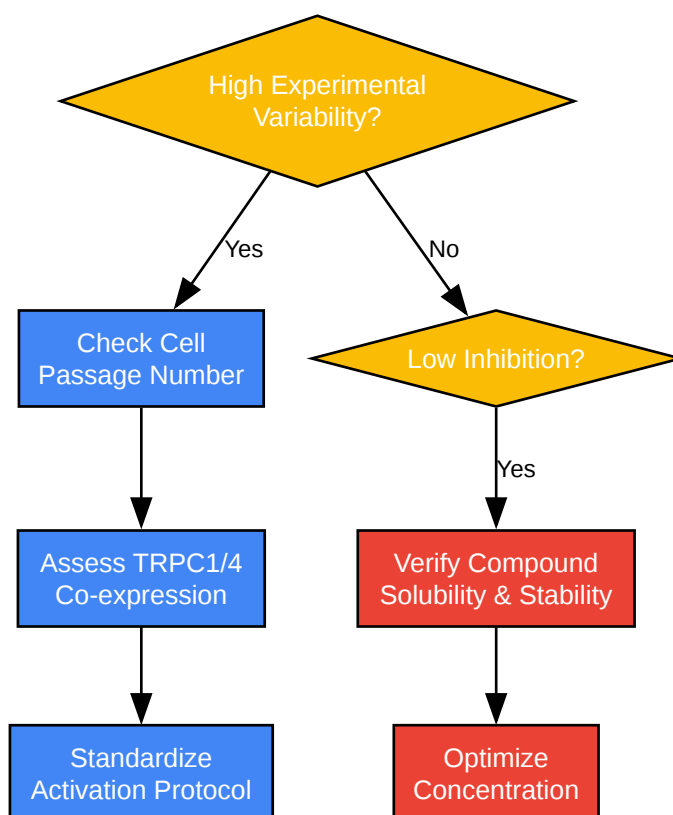 High Experimental
Variability?
Yes
No
Check Cell
Passage Number
Low Inhibition?
Yes
Assess TRPC1/4
Co-expression
Verify Compound
Solubility & Stability
Standardize
Activation Protocol
Optimize
Concentration